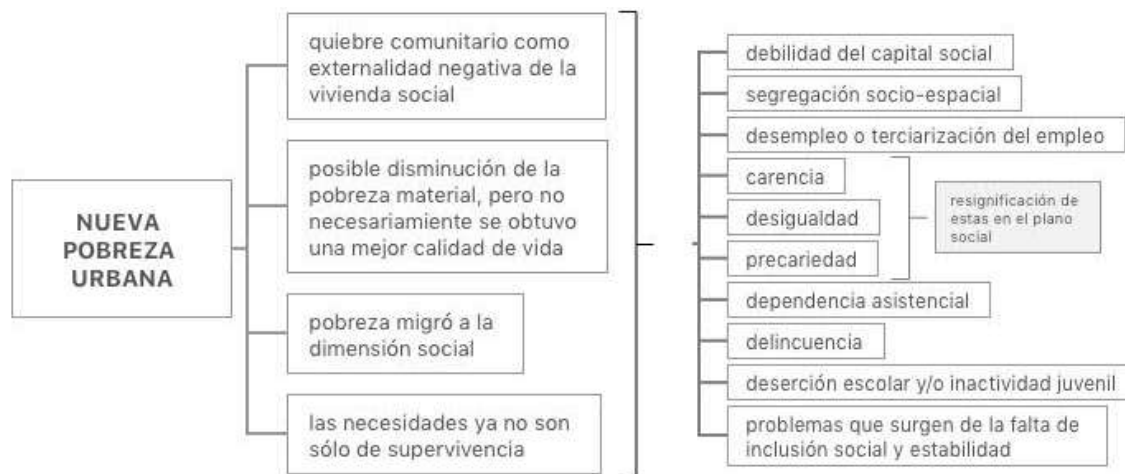 NUEVA
POBREZA
URBANA
quiebre comunitario como
externalidad negativa de la
vivienda social
posible disminución de la
pobreza material, pero no
necesariamente se obtuvo
una mejor calidad de vida
pobreza migró a la
dimensión social
las necesidades ya no son
sólo de supervivencia
debilidad del capital social
segregación socio-espacial
desempleo o terciarización del empleo
carencia
desigualdad
precariedad
resignificación de
estas en el plano
social
dependencia asistencial
delincuencia
deserción escolar y/o inactividad juvenil
problemas que surgen de la falta de
inclusión social y estabilidad